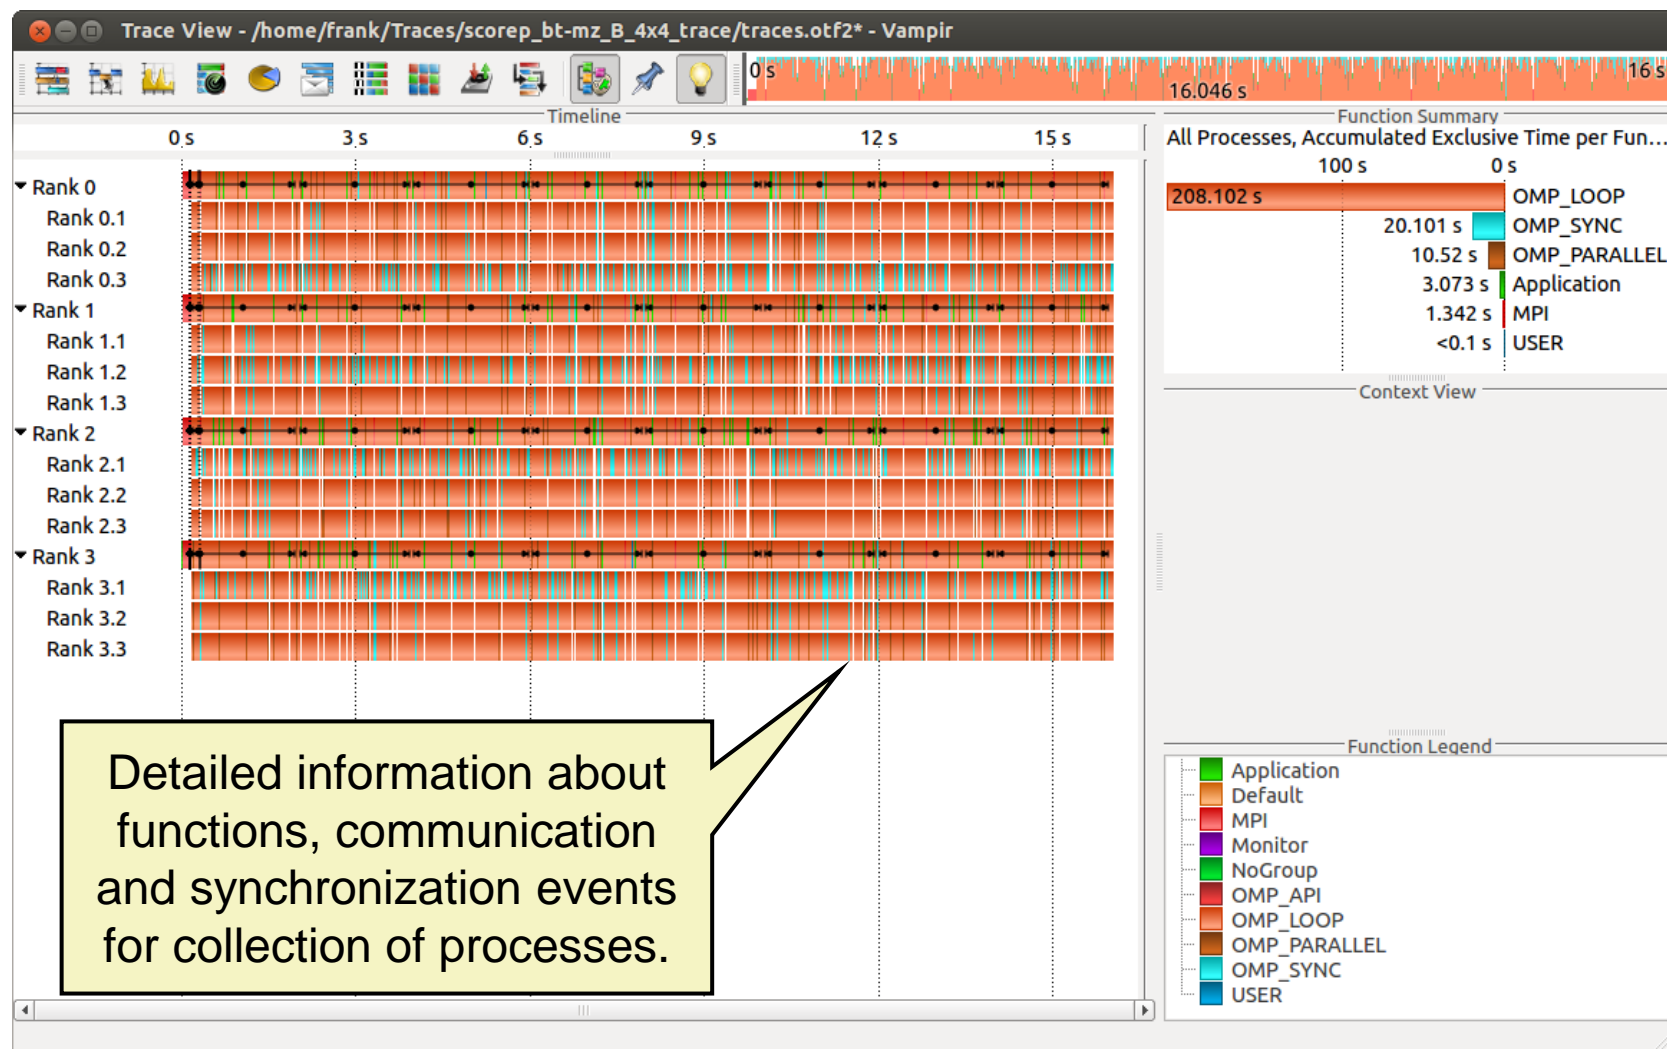 Trace View - /home/frank/Traces/scorep_bt-mz_B_4x4_trace/traces.otf2* - Vampir
0 s
16 s
16.046 s
Timeline
0 s 3 s 6 s 9 s 12 s 15 s
Rank 0
Rank 0.1
Rank 0.2
Rank 0.3
Rank 1
Rank 1.1
Rank 1.2
Rank 1.3
Rank 2
Rank 2.1
Rank 2.2
Rank 2.3
Rank 3
Rank 3.1
Rank 3.2
Rank 3.3
Detailed information about
functions, communication
and synchronization events
for collection of processes.
Function Summary
All Processes, Accumulated Exclusive Time per Fun...
100 s 0 s
208.102 s OMP_LOOP
20.101 s OMP_SYNC
10.52 s OMP_PARALLEL
3.073 s Application
1.342 s MPI
<0.1 s USER
Context View
Function Legend
Application
Default
MPI
Monitor
NoGroup
OMP_API
OMP_LOOP
OMP_PARALLEL
OMP_SYNC
USER